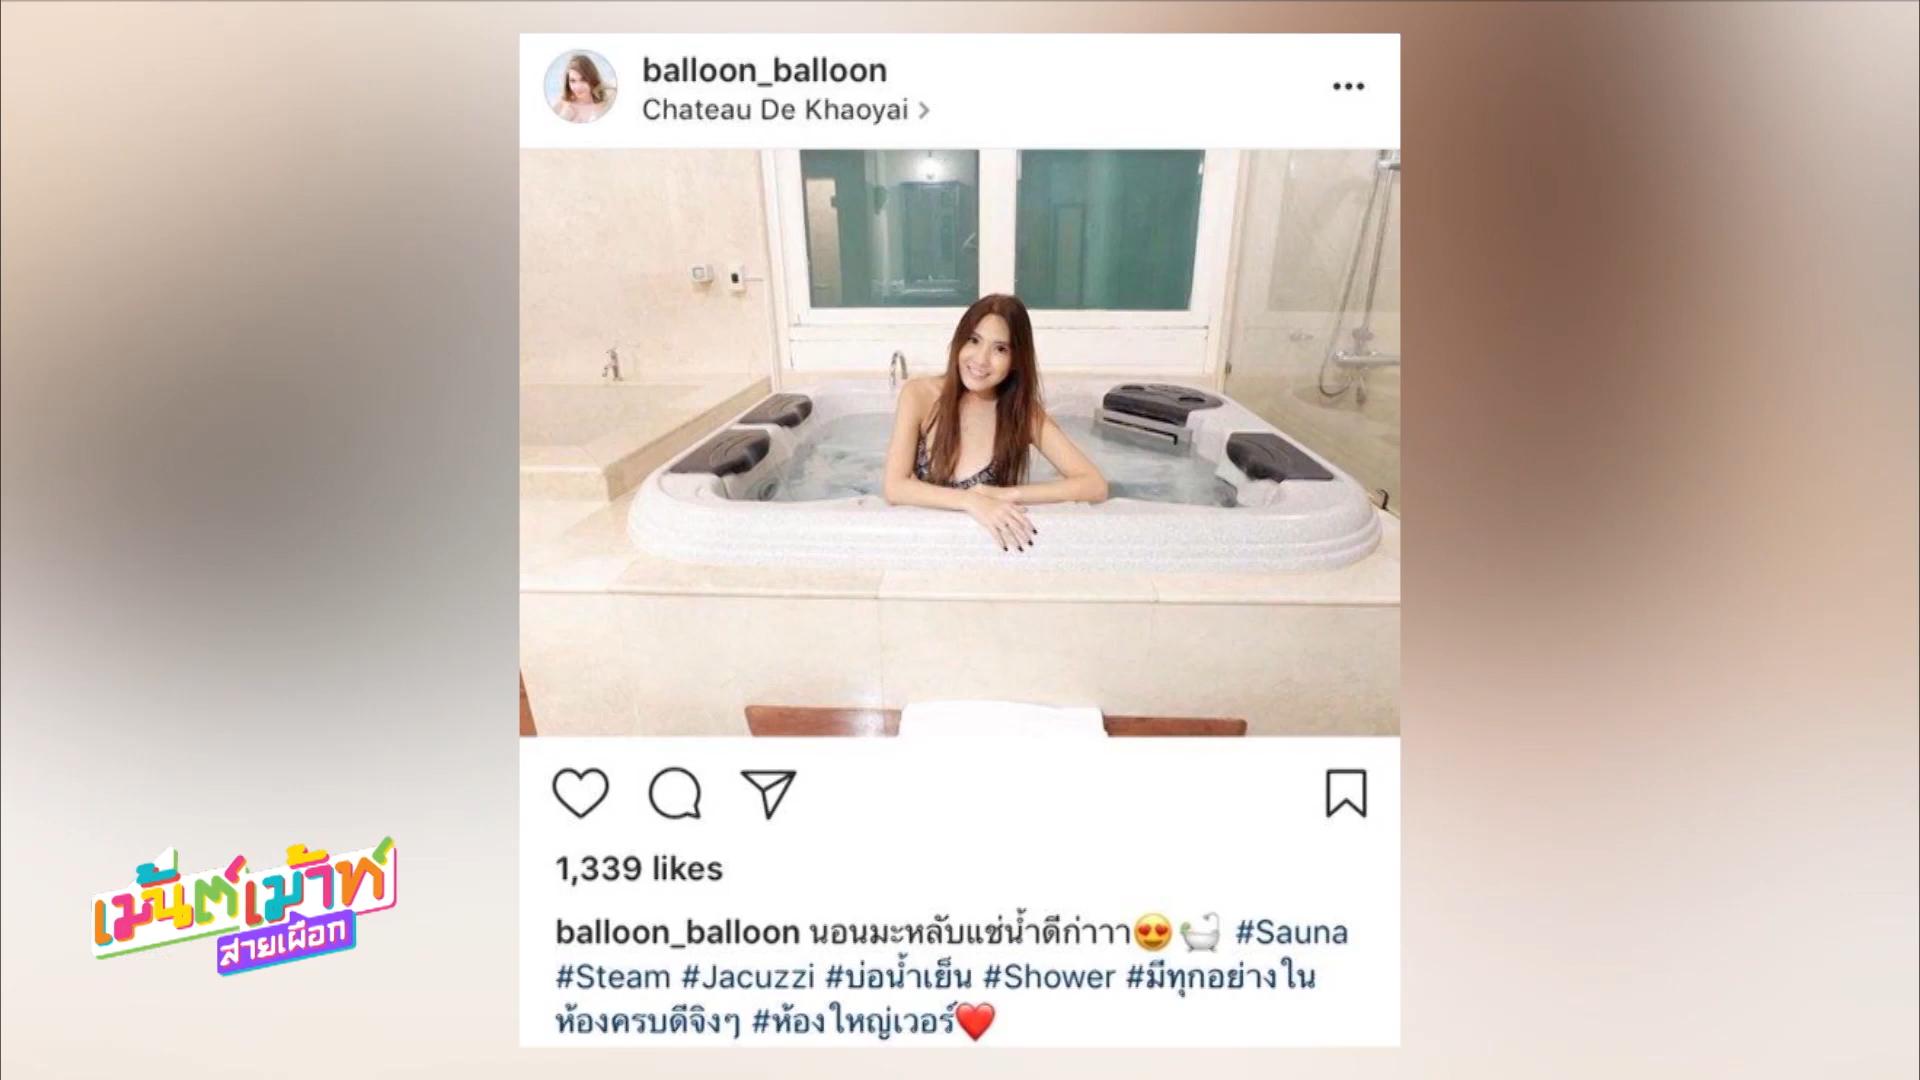 balloon_balloon
Chateau De Khaoyai >
1,339 likes
balloon_balloon นอนมะหลับแช่น้ำดีก่าาา😍🛁 #Sauna
#Steam #Jacuzzi #บ่อน้ำเย็น #Shower #มีทุกอย่างใน
ห้องครบดีจิงๆ #ห้องใหญ่เวอร์❤️
เม้นต์เม้าท์
สายเผือก